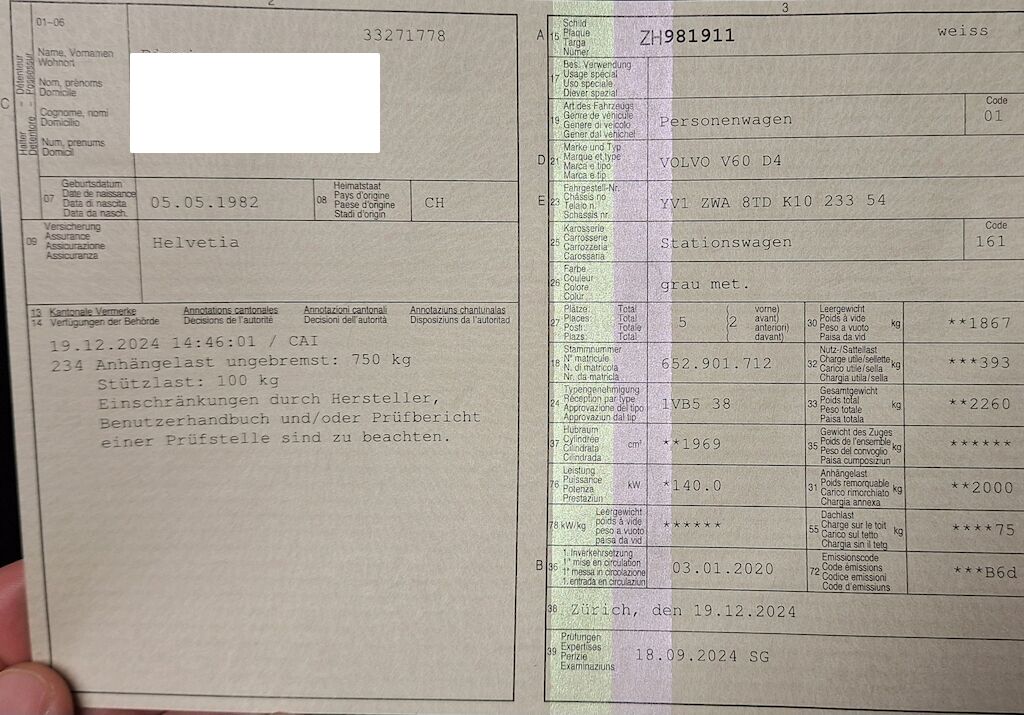 2
01-06
33271778
Name, Vornamen
Wohnort
Nom, prénoms
Domicile
Cognome, nomi
Domicilio
Num, prenums
Domicil
C
Halter Détenteur
Detentore Possessur
07
Geburtsdatum
Date de naissance
Data di nascita
Data da nasch.
05.05.1982
08
Heimatstaat
Pays d'origine
Paese d'origine
Stadi d'origin
CH
09
Versicherung
Assurance
Assicurazione
Assicuranza
Helvetia
13 Kantonale Vermerke Annotations cantonales Annotazioni cantonali Annotaziuns chantunalas
14 Verfügungen der Behörde Décisions de l'autorité Decisioni dell'autorità Disposiziuns da l'autoritad
19.12.2024 14:46:01 / CAI
234 Anhängelast ungebremst: 750 kg
Stützlast: 100 kg
Einschränkungen durch Hersteller,
Benutzerhandbuch und/oder Prüfbericht
einer Prüfstelle sind zu beachten.
3
A 15
Schild
Plaque
Targa
Numer
ZH981911 weiss
17
Bes. Verwendung
Usage spécial
Uso speciale
Diever spezial
19
Art des Fahrzeugs
Genre de véhicule
Genere di veicolo
Gener dal vehichel
Personenwagen
Code
01
D 21
Marke und Typ
Marque et type
Marca e tipo
Marca e tip
VOLVO V60 D4
E 23
Fahrgestell-Nr.
Châssis no
Telaio n.
Schassis nr.
YV1 ZWA 8TD K10 233 54
25
Karosserie
Carrosserie
Carrozzeria
Carossaria
Stationswagen
Code
161
26
Farbe
Couleur
Colore
Colur
grau met.
27
Plätze: Total
Places: Total
Posti: Totale
Plazs: Total
5 (2
vorne)
avant)
anteriori)
davant)
30
Leergewicht
Poids à vide
Peso a vuoto
Paisa da vid
kg
**1867
18
Stammnummer
N° matricule
N. di matricola
Nr. da matricla
652.901.712
32
Nutz-/Sattellast
Charge utile/sellette
Carico utile/sella
Chargia utila/sella
kg
***393
24
Typengenehmigung
Réception par type
Approvazione del tipo
Approvaziun dal tip
1VB5 38
33
Gesamtgewicht
Poids total
Peso totale
Paisa totala
kg
**2260
37
Hubraum
Cylindrée
Cilindrata
Cilindrada
cm³
**1969
35
Gewicht des Zuges
Poids de l'ensemble
Peso del convoglio
Paisa cumposiziun
kg
******
76
Leistung
Puissance
Potenza
Prestaziun
kW
*140.0
31
Anhängelast
Poids remorquable
Carico rimorchiato
Chargia annexa
kg
**2000
78 kW/kg
Leergewicht
poids à vide
peso a vuoto
paisa da vid
******
55
Dachlast
Charge sur le toit
Carico sul tetto
Chargia sin il tetg
kg
****75
B 36
1. Inverkehrsetzung
1re mise en circulation
1a messa in circolazione
1. entrada en circulaziun
03.01.2020
72
Emissionscode
Code émissions
Codice emissioni
Code d'emissiuns
***B6d
38
Zürich, den 19.12.2024
39
Prüfungen
Expertises
Perizie
Examinaziuns
18.09.2024 SG